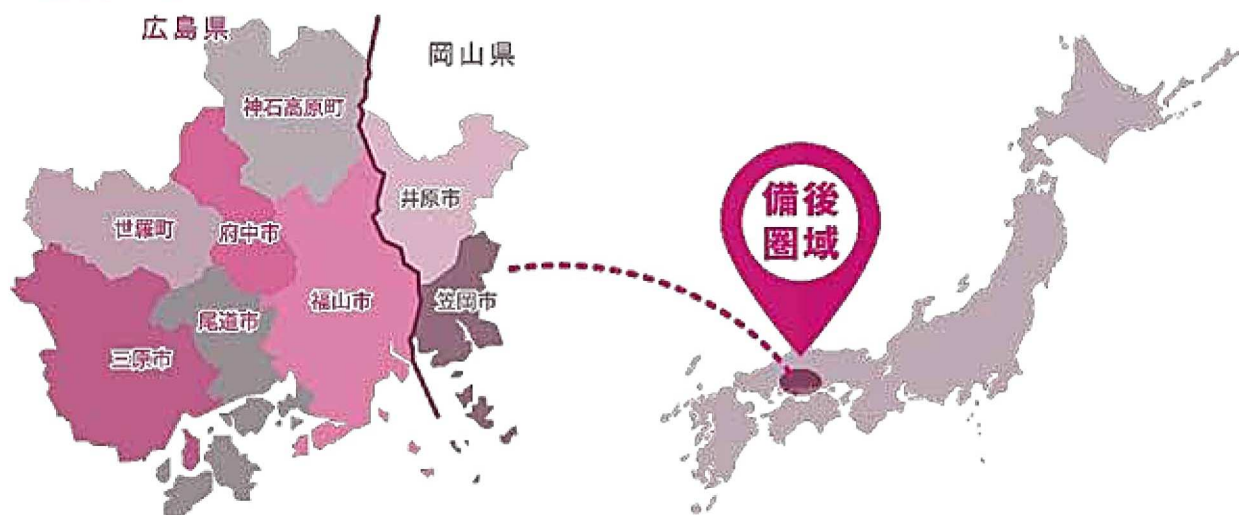 広島県
岡山県
神石高原町
井原市
世羅町
府中市
福山市
笠岡市
尾道市
三原市
備後
圏域